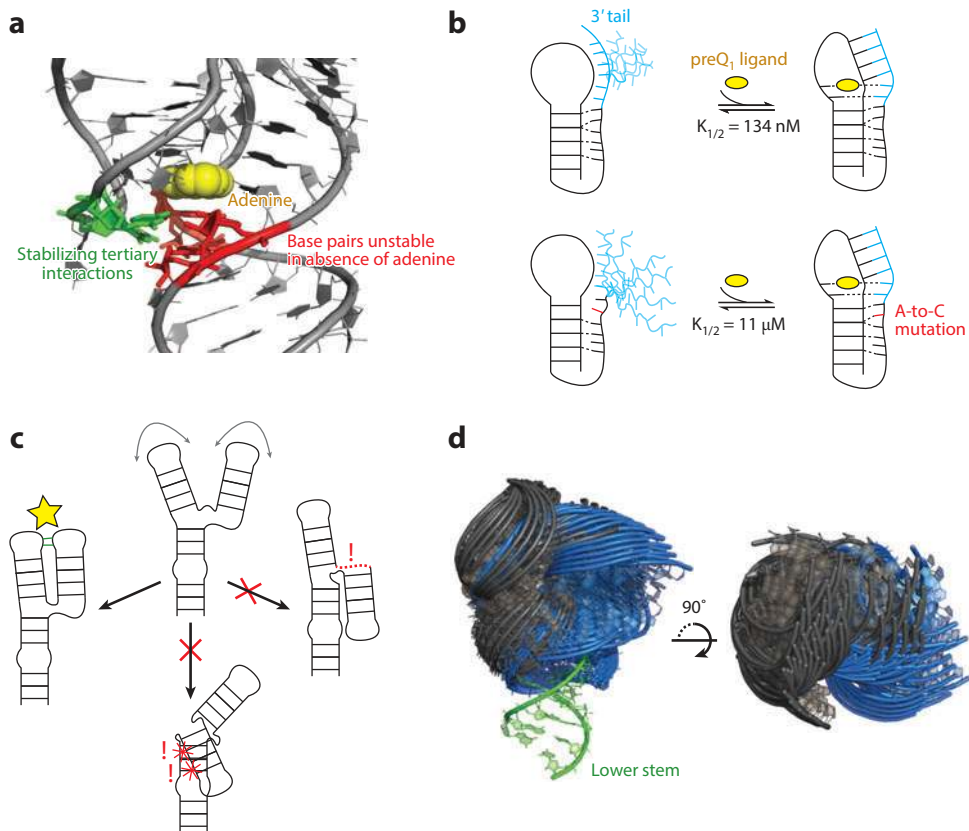 a
Adenine
Stabilizing tertiary
interactions
Base pairs unstable
in absence of adenine
b
3′ tail
preQ₁ ligand
K₁/₂ = 134 nM
K₁/₂ = 11 μM
A-to-C
mutation
c
!
!
!
d
90°
Lower stem